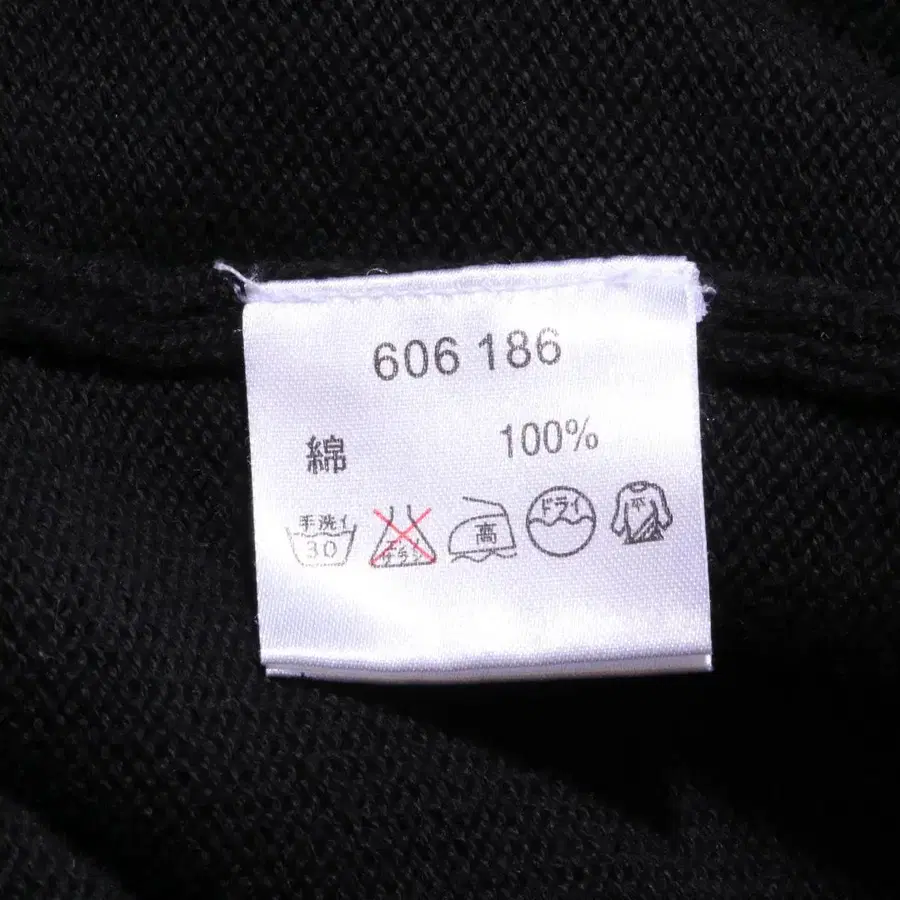 606 186
綿 100%
手洗イ エンソサラシ 高 ドライ 平
30